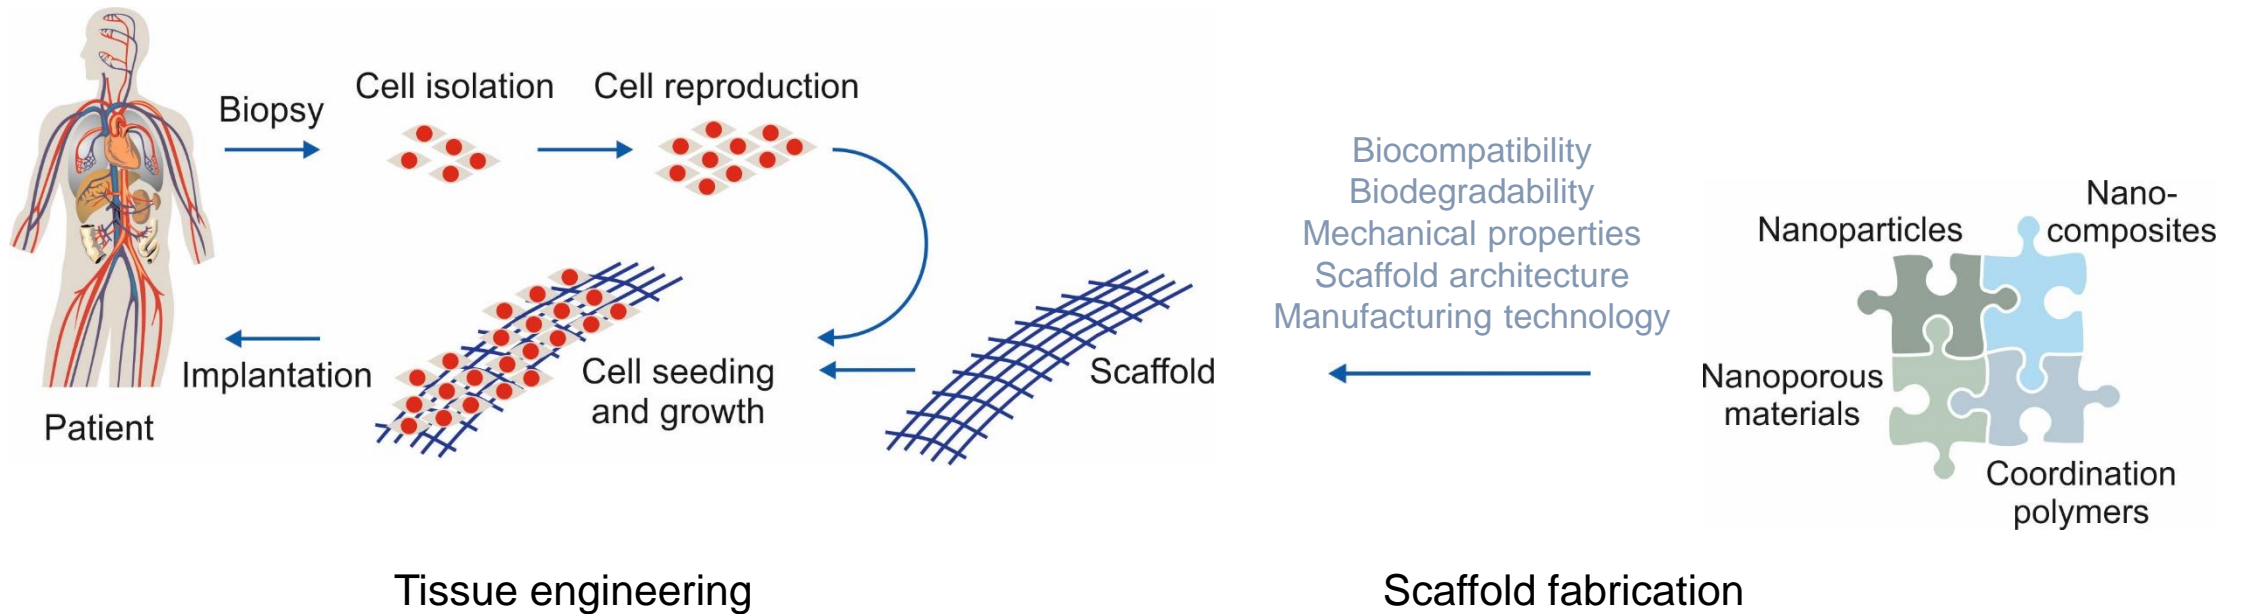 Biopsy
Cell isolation
Cell reproduction
Implantation
Patient
Cell seeding
and growth
Scaffold
Biocompatibility
Biodegradability
Mechanical properties
Scaffold architecture
Manufacturing technology
Nanoparticles
Nano-
composites
Nanoporous
materials
Coordination
polymers
Tissue engineering
Scaffold fabrication